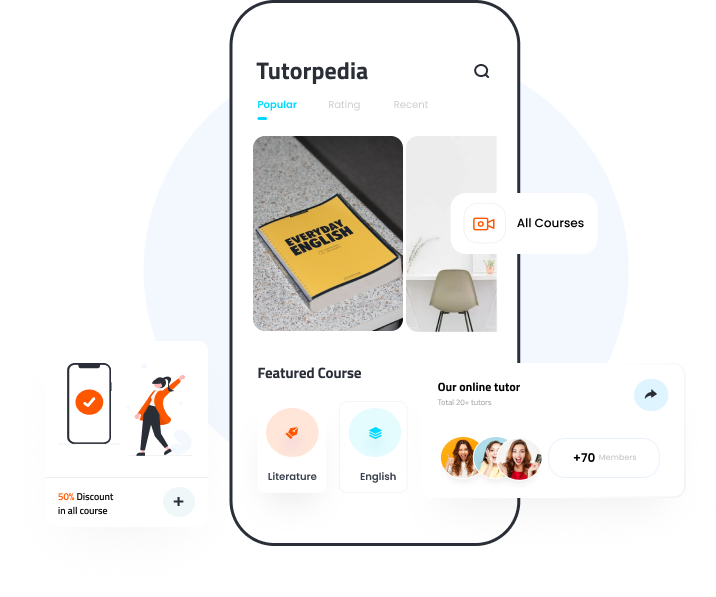 Tutorpedia
Popular Rating Recent
EVERYDAY
ENGLISH
All Courses
Featured Course
Literature English
Our online tutor
Total 20+ tutors
+70 Members
50% Discount
in all course